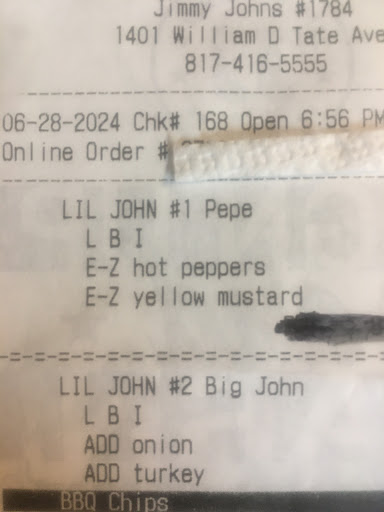 Jimmy Johns #1784
1401 William D Tate Ave
817-416-5555
06-28-2024 Chk# 168 Open 6:56 PM
Online Order #
LIL JOHN #1 Pepe
L B I
E-Z hot peppers
E-Z yellow mustard
-=-=-=-=-=-=-=-=-=-=-=-=-=-=-=-
LIL JOHN #2 Big John
L B I
ADD onion
ADD turkey
BBQ Chips